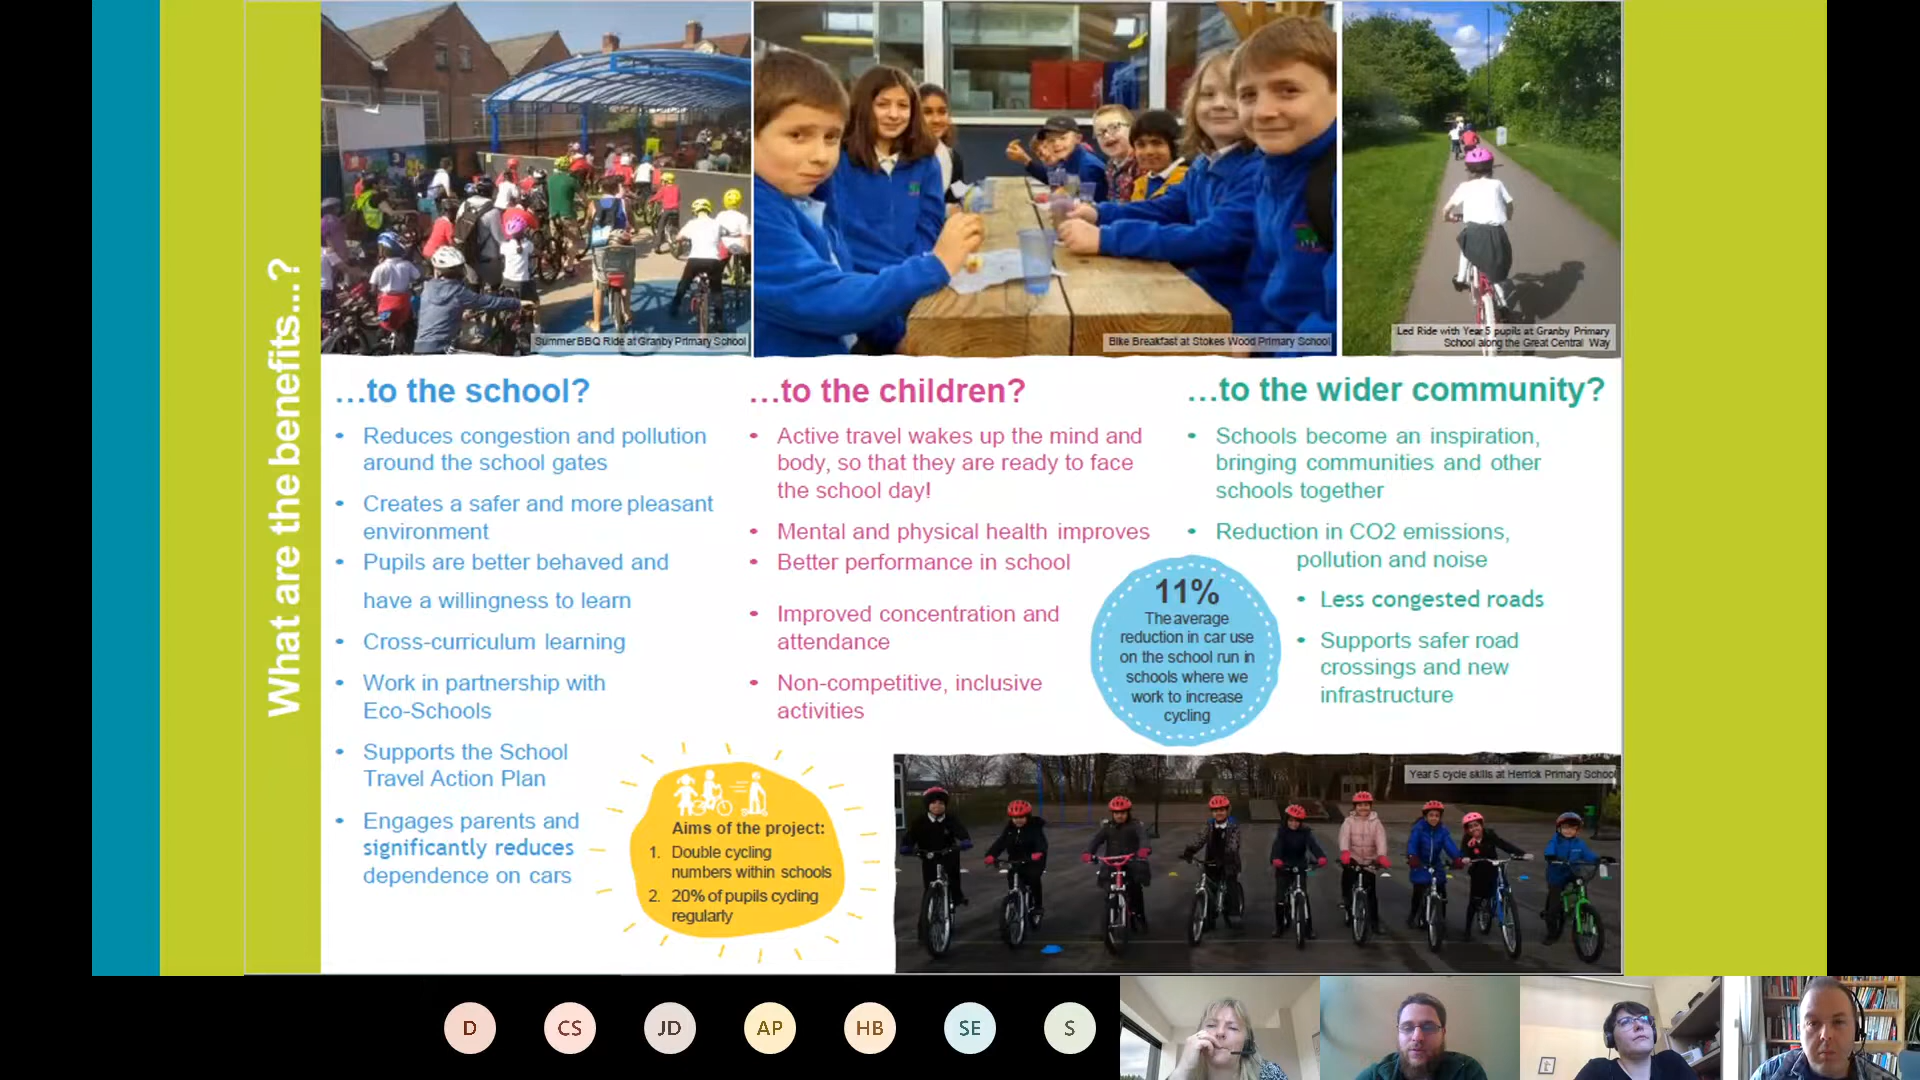 What are the benefits...?
Summer BBQ Ride at Granby Primary School
Bike Breakfast at Stokes Wood Primary School
Led Ride with Year 5 pupils at Granby Primary
School along the Great Central Way
...to the school?
• Reduces congestion and pollution
around the school gates
• Creates a safer and more pleasant
environment
• Pupils are better behaved and
have a willingness to learn
• Cross-curriculum learning
• Work in partnership with
Eco-Schools
• Supports the School
Travel Action Plan
• Engages parents and
significantly reduces
dependence on cars
Aims of the project:
1. Double cycling
numbers within schools
2. 20% of pupils cycling
regularly
...to the children?
• Active travel wakes up the mind and
body, so that they are ready to face
the school day!
• Mental and physical health improves
• Better performance in school
• Improved concentration and
attendance
• Non-competitive, inclusive
activities
11%
The average
reduction in car use
on the school run in
schools where we
work to increase
cycling
...to the wider community?
• Schools become an inspiration,
bringing communities and other
schools together
• Reduction in CO2 emissions,
pollution and noise
• Less congested roads
• Supports safer road
crossings and new
infrastructure
Year 5 cycle skills at Herrick Primary School
D
CS
JD
AP
HB
SE
S